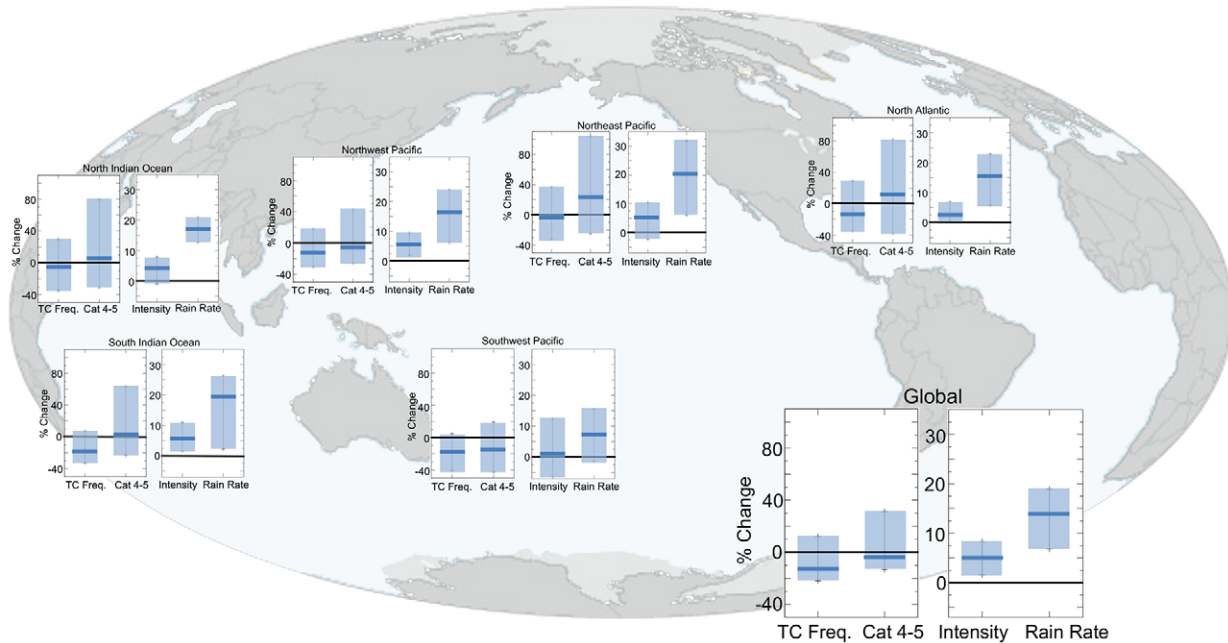 North Indian Ocean
% Change
80
40
0
-40
30
20
10
0
TC Freq. Cat 4-5
Intensity Rain Rate
Northwest Pacific
% Change
80
40
0
-40
30
20
10
0
TC Freq. Cat 4-5
Intensity Rain Rate
Northeast Pacific
% Change
80
40
0
-40
30
20
10
0
TC Freq. Cat 4-5
Intensity Rain Rate
North Atlantic
% Change
80
40
0
-40
30
20
10
0
TC Freq. Cat 4-5
Intensity Rain Rate
South Indian Ocean
% Change
80
40
0
-40
30
20
10
0
TC Freq. Cat 4-5
Intensity Rain Rate
Southwest Pacific
% Change
80
40
0
-40
30
20
10
0
TC Freq. Cat 4-5
Intensity Rain Rate
Global
% Change
80
40
0
-40
30
20
10
0
TC Freq. Cat 4-5
Intensity Rain Rate